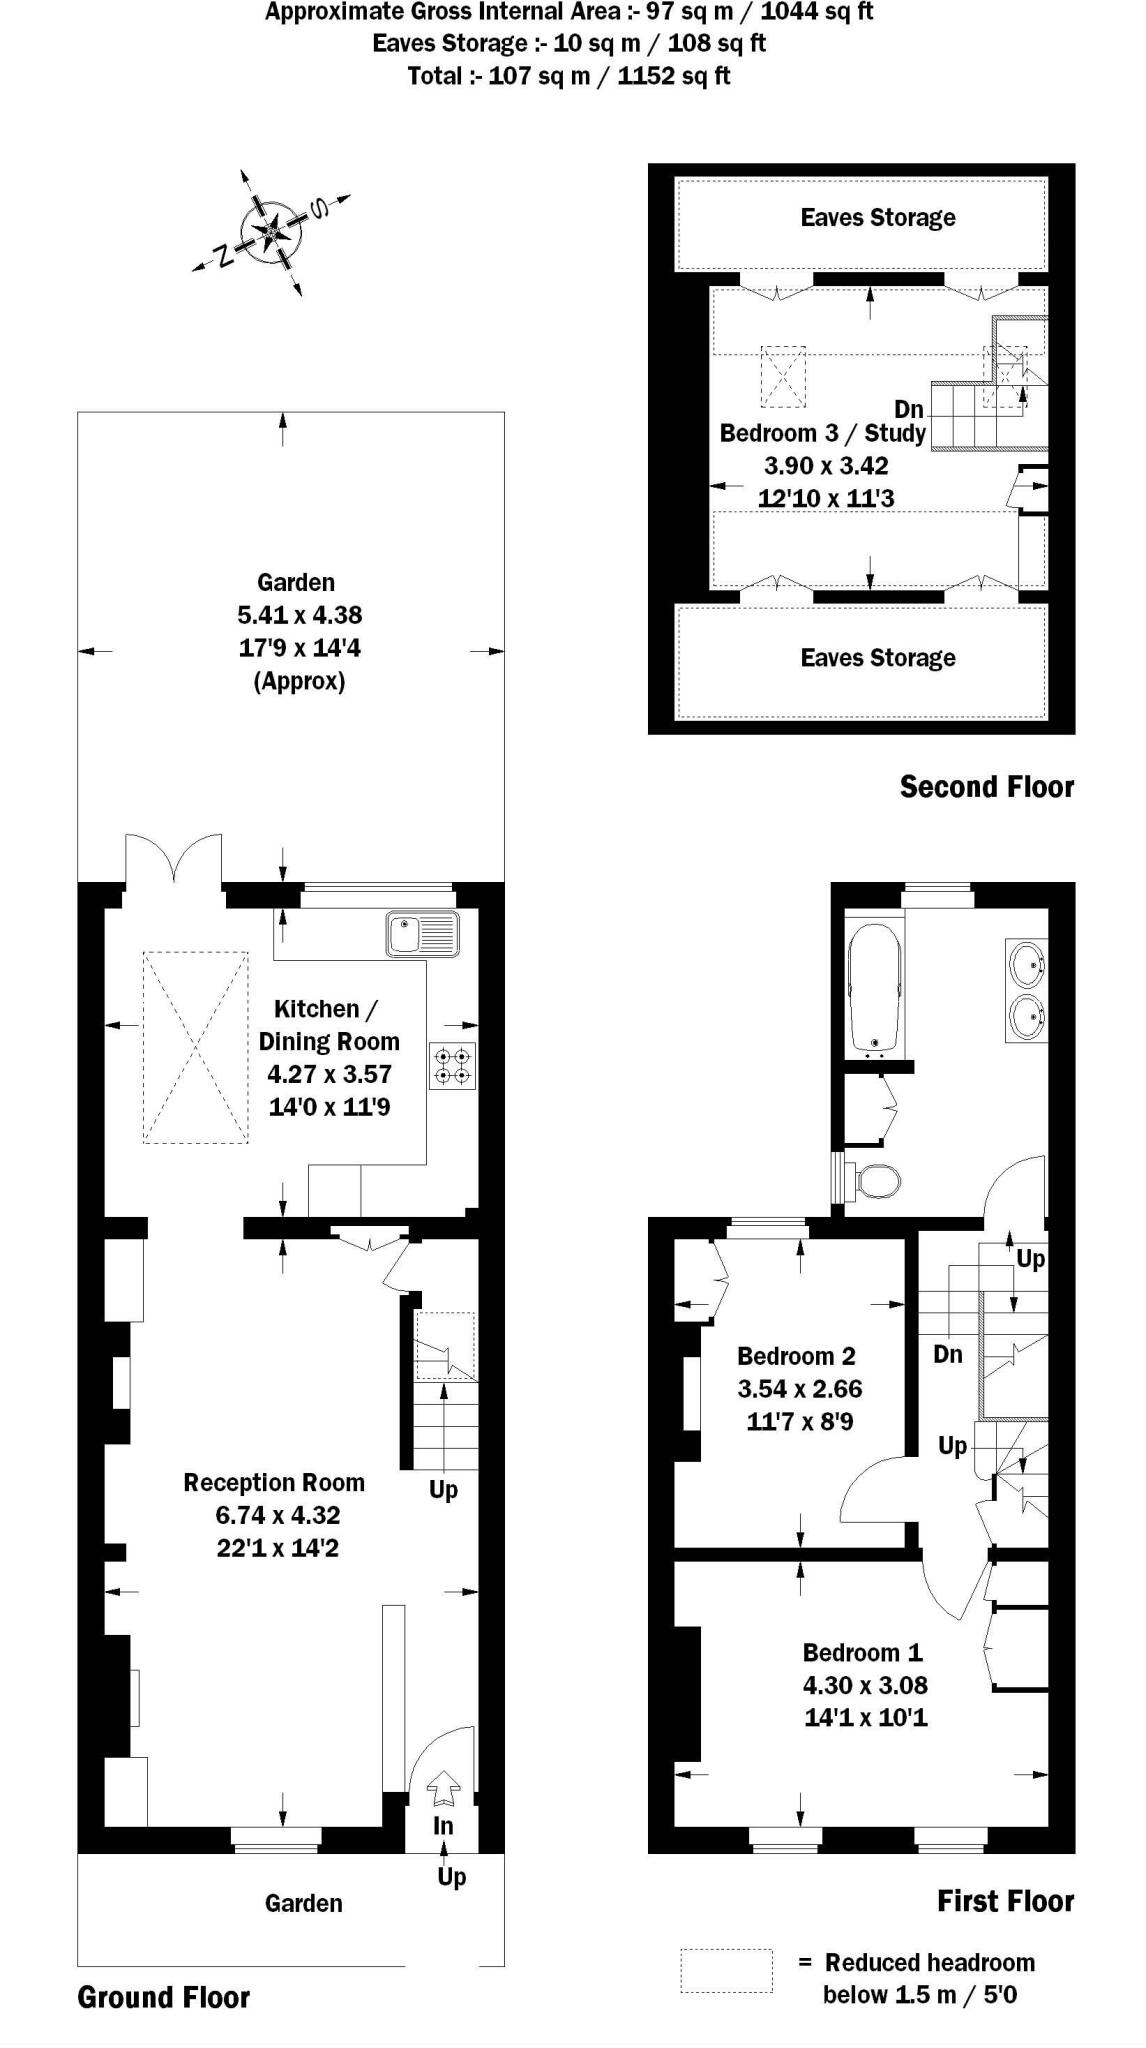 Approximate Gross Internal Area :- 97 sq m / 1044 sq ft
Eaves Storage :- 10 sq m / 108 sq ft
Total :- 107 sq m / 1152 sq ft
N
S
Eaves Storage
Dn
Bedroom 3 / Study
3.90 x 3.42
12'10 x 11'3
Eaves Storage
Second Floor
Garden
5.41 x 4.38
17'9 x 14'4
(Approx)
Kitchen /
Dining Room
4.27 x 3.57
14'0 x 11'9
Reception Room
6.74 x 4.32
22'1 x 14'2
Up
In
Up
Garden
Ground Floor
Up
Dn
Up
Bedroom 2
3.54 x 2.66
11'7 x 8'9
Bedroom 1
4.30 x 3.08
14'1 x 10'1
First Floor
= Reduced headroom
below 1.5 m / 5'0